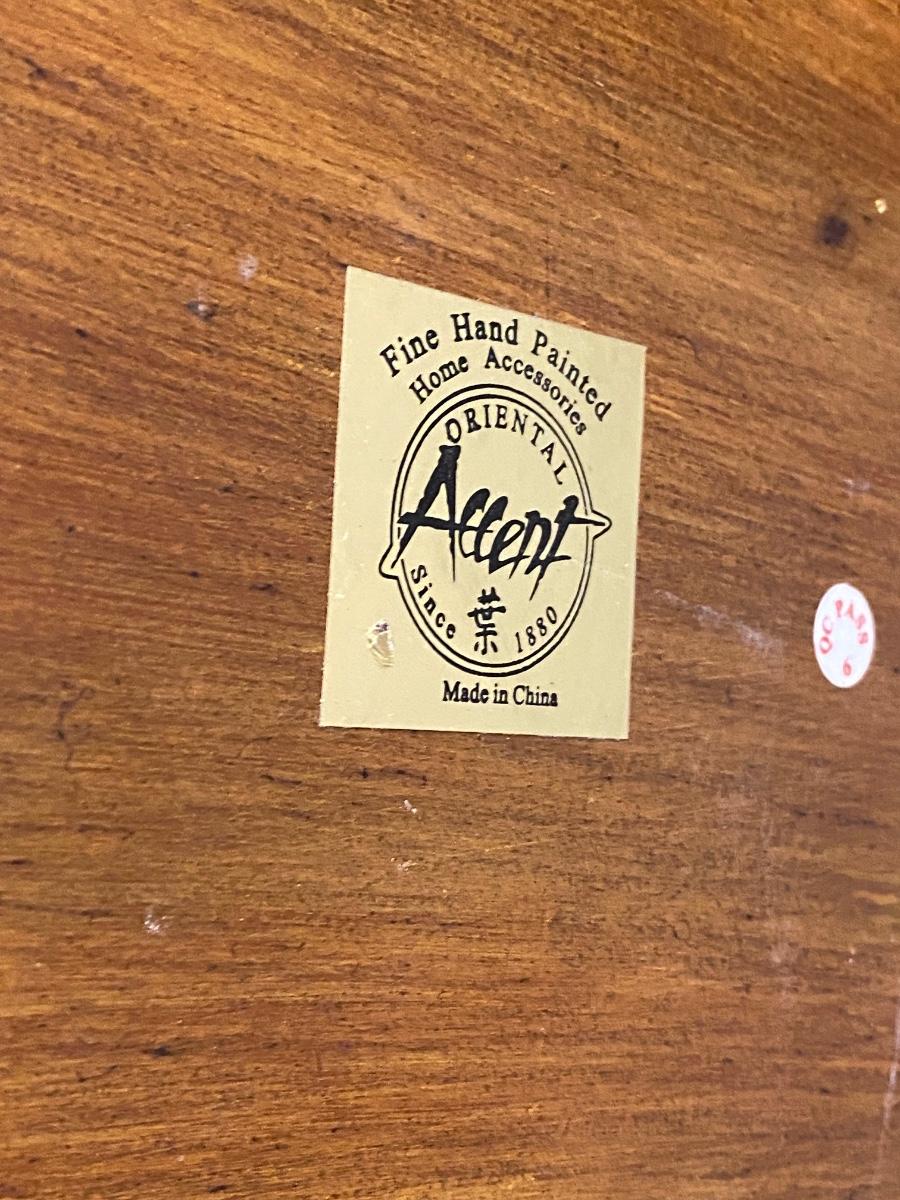 Fine Hand Painted
Home Accessories
ORIENTAL
Accent
Since 葉 1880
Made in China
QC PASS
6